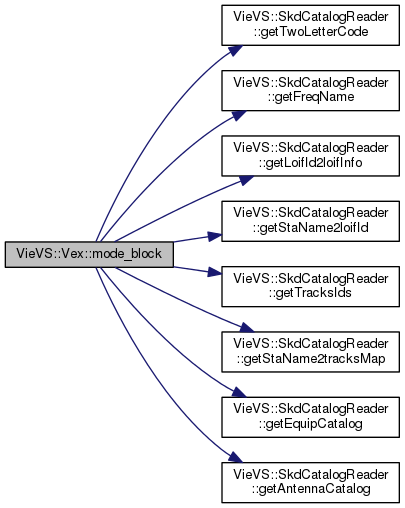 VieVS::SkdCatalogReader
::getTwoLetterCode
VieVS::SkdCatalogReader
::getFreqName
VieVS::SkdCatalogReader
::getLoifId2loifInfo
VieVS::SkdCatalogReader
::getStaName2loifId
VieVS::Vex::mode_block
VieVS::SkdCatalogReader
::getTracksIds
VieVS::SkdCatalogReader
::getStaName2tracksMap
VieVS::SkdCatalogReader
::getEquipCatalog
VieVS::SkdCatalogReader
::getAntennaCatalog